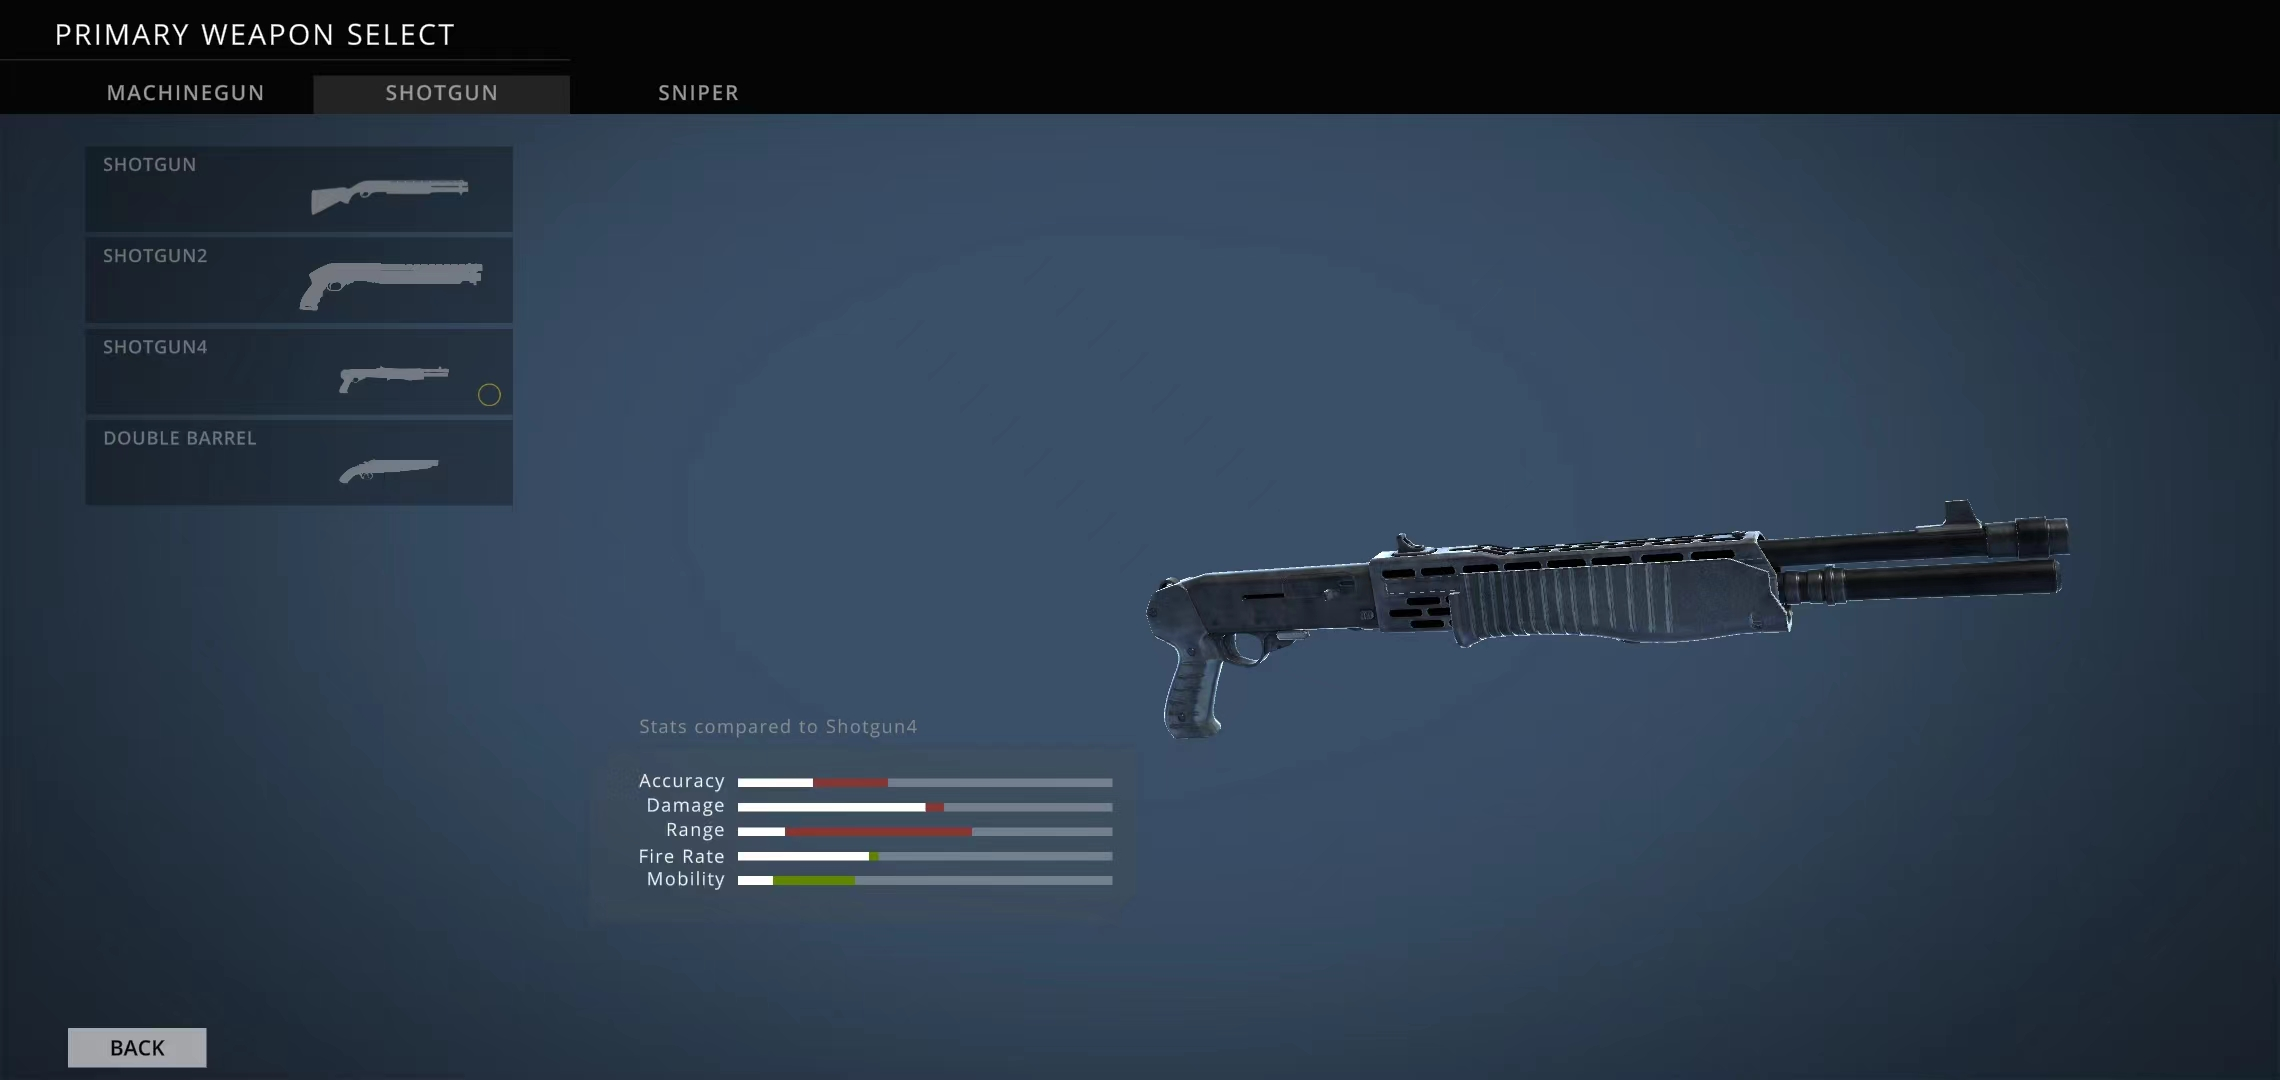 PRIMARY WEAPON SELECT
MACHINEGUN SHOTGUN SNIPER
SHOTGUN
SHOTGUN2
SHOTGUN4
DOUBLE BARREL
Stats compared to Shotgun4
Accuracy
Damage
Range
Fire Rate
Mobility
BACK